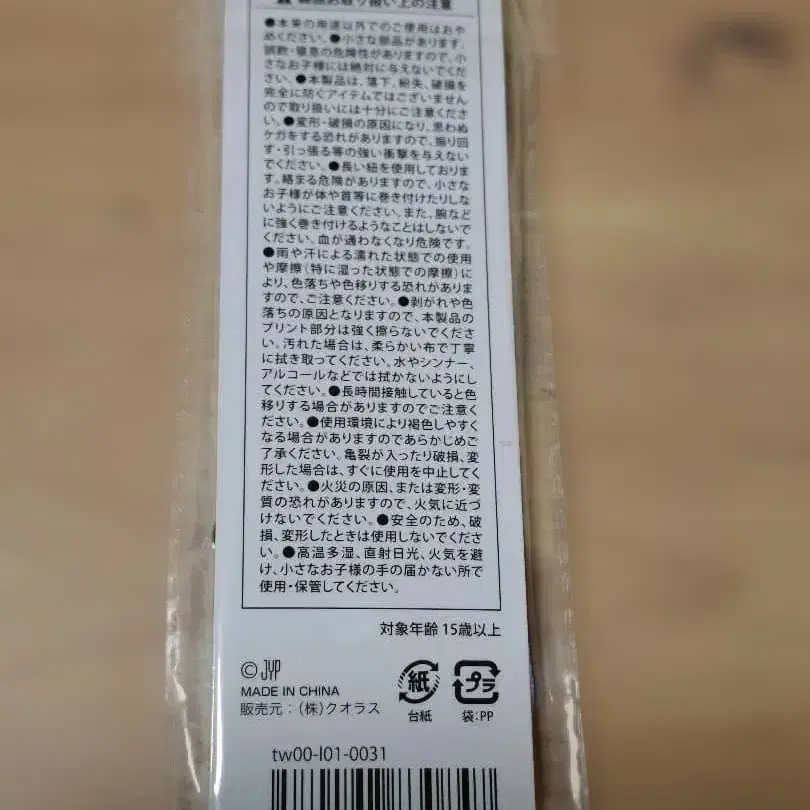 ⚠ 製品お取り扱い上の注意
●本来の用途以外でのご使用はおや
めください。●小さな部品があります。
誤飲・窒息の危険性がありますので、小
さなお子様には絶対に与えないでくだ
さい。●本製品は、落下、紛失、破損を
完全に防ぐアイテムではございません
ので取り扱いには十分にご注意くださ
い。●変形・破損の原因になり、思わぬ
ケガをする恐れがありますので、振り回
す・引っ張る等の強い衝撃を与えない
でください。●長い紐を使用しておりま
す。絡まる危険がありますので、小さな
お子様が体や首等に巻き付けたりしな
いようにご注意ください。また、腕など
に強く巻き付けるようなことはしないで
ください。血が通わなくなり危険です。
●雨や汗による濡れた状態での使用
や摩擦(特に湿った状態での摩擦)に
より、色落ちや色移りする恐れがありま
すので、ご注意ください。●剥がれや色
落ちの原因となりますので、本製品の
プリント部分は強く擦らないでくださ
い。汚れた場合は、柔らかい布で丁寧
に拭き取ってください。水やシンナー、
アルコールなどでは拭かないようにし
てください。●長時間接触していると色
移りする場合がありますのでご注意く
ださい。●使用環境により褐色しやすく
なる場合がありますのであらかじめご
了承ください。亀裂が入ったり破損、変
形した場合は、すぐに使用を中止してく
ださい。●火災の原因、または変形・変
質の恐れがありますので、火気に近づ
けないでください。●安全のため、破
損、変形したときは使用しないでくださ
い。●高温多湿、直射日光、火気を避
け、小さなお子様の手の届かない所で
使用・保管してください。
対象年齢 15歳以上
© JYP
MADE IN CHINA
販売元：(株)クオラス
紙
台紙
プラ
袋:PP
tw00-l01-0031